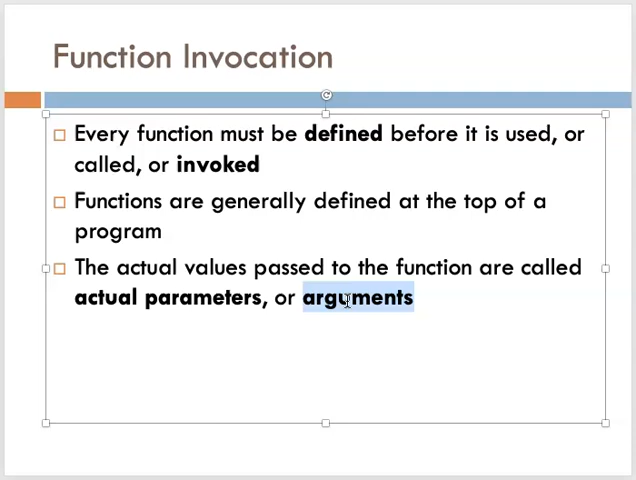 Function Invocation
Every function must be defined before it is used, or
called, or invoked
Functions are generally defined at the top of a
program
The actual values passed to the function are called
actual parameters, or arguments